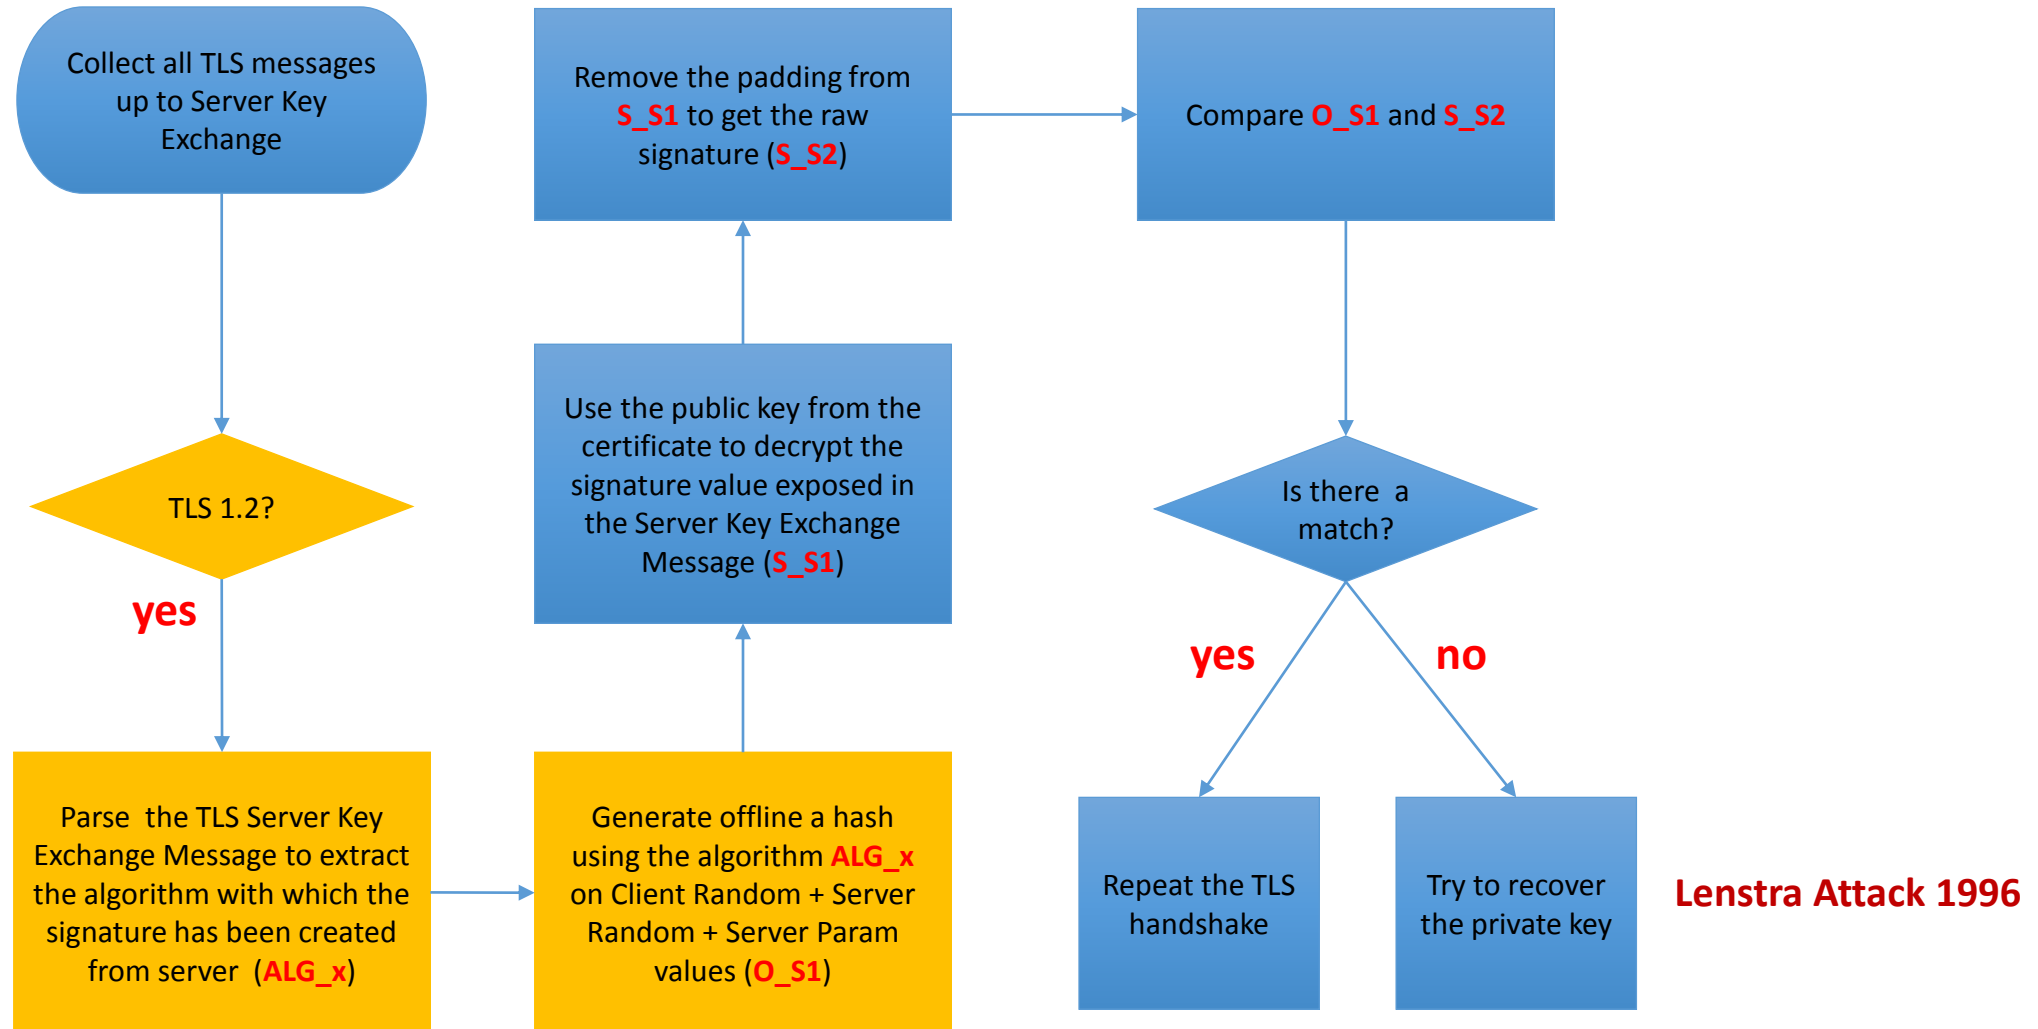 Collect all TLS messages
up to Server Key
Exchange
TLS 1.2?
yes
Parse  the TLS Server Key
Exchange Message to extract
the algorithm with which the
signature has been created
from server  (ALG_x)
Generate offline a hash
using the algorithm ALG_x
on Client Random + Server
Random + Server Param
values (O_S1)
Use the public key from the
certificate to decrypt the
signature value exposed in
the Server Key Exchange
Message (S_S1)
Remove the padding from
S_S1 to get the raw
signature (S_S2)
Compare O_S1 and S_S2
Is there  a
match?
yes
no
Repeat the TLS
handshake
Try to recover
the private key
Lenstra Attack 1996